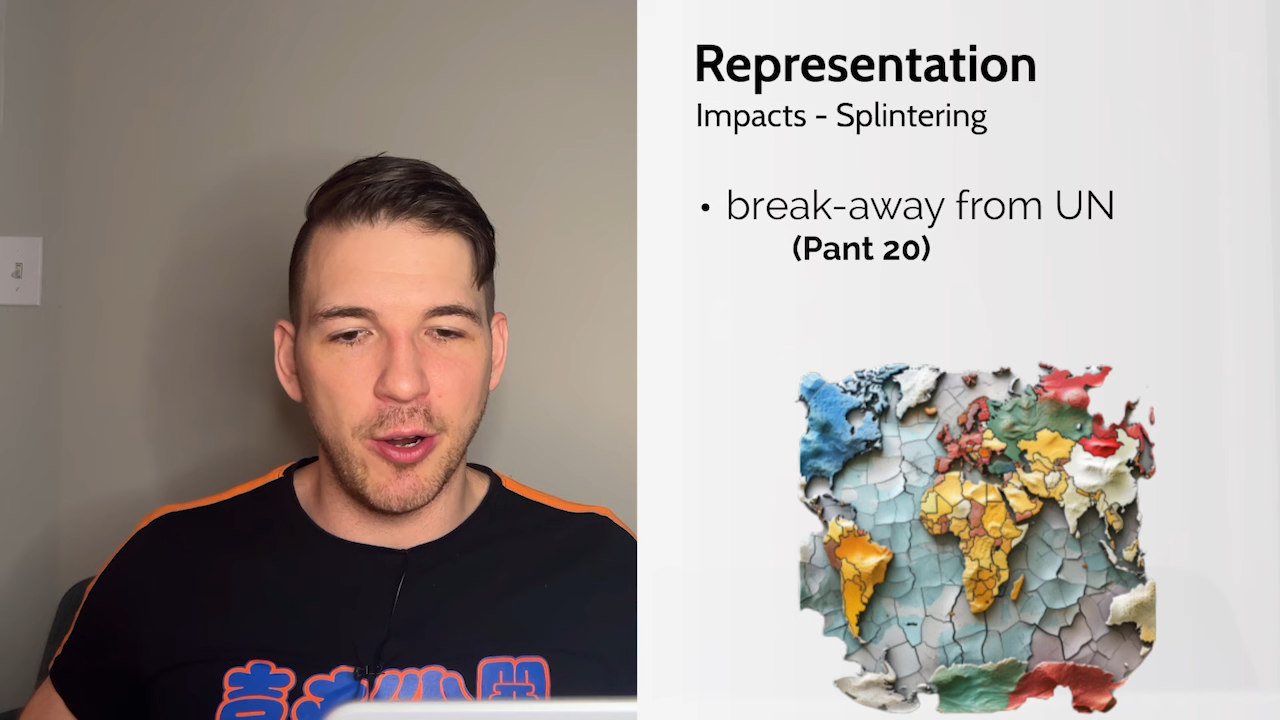 Representation
Impacts - Splintering
• break-away from UN
(Pant 20)